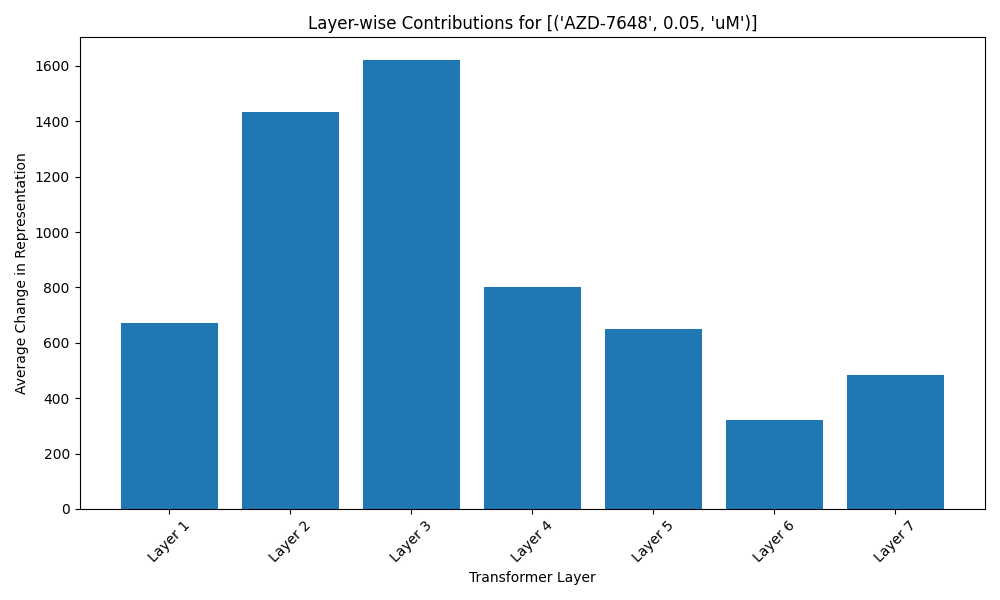 Layer-wise Contributions for [('AZD-7648', 0.05, 'uM')]
Average Change in Representation
1600
1400
1200
1000
800
600
400
200
0
Layer 1
Layer 2
Layer 3
Layer 4
Layer 5
Layer 6
Layer 7
Transformer Layer